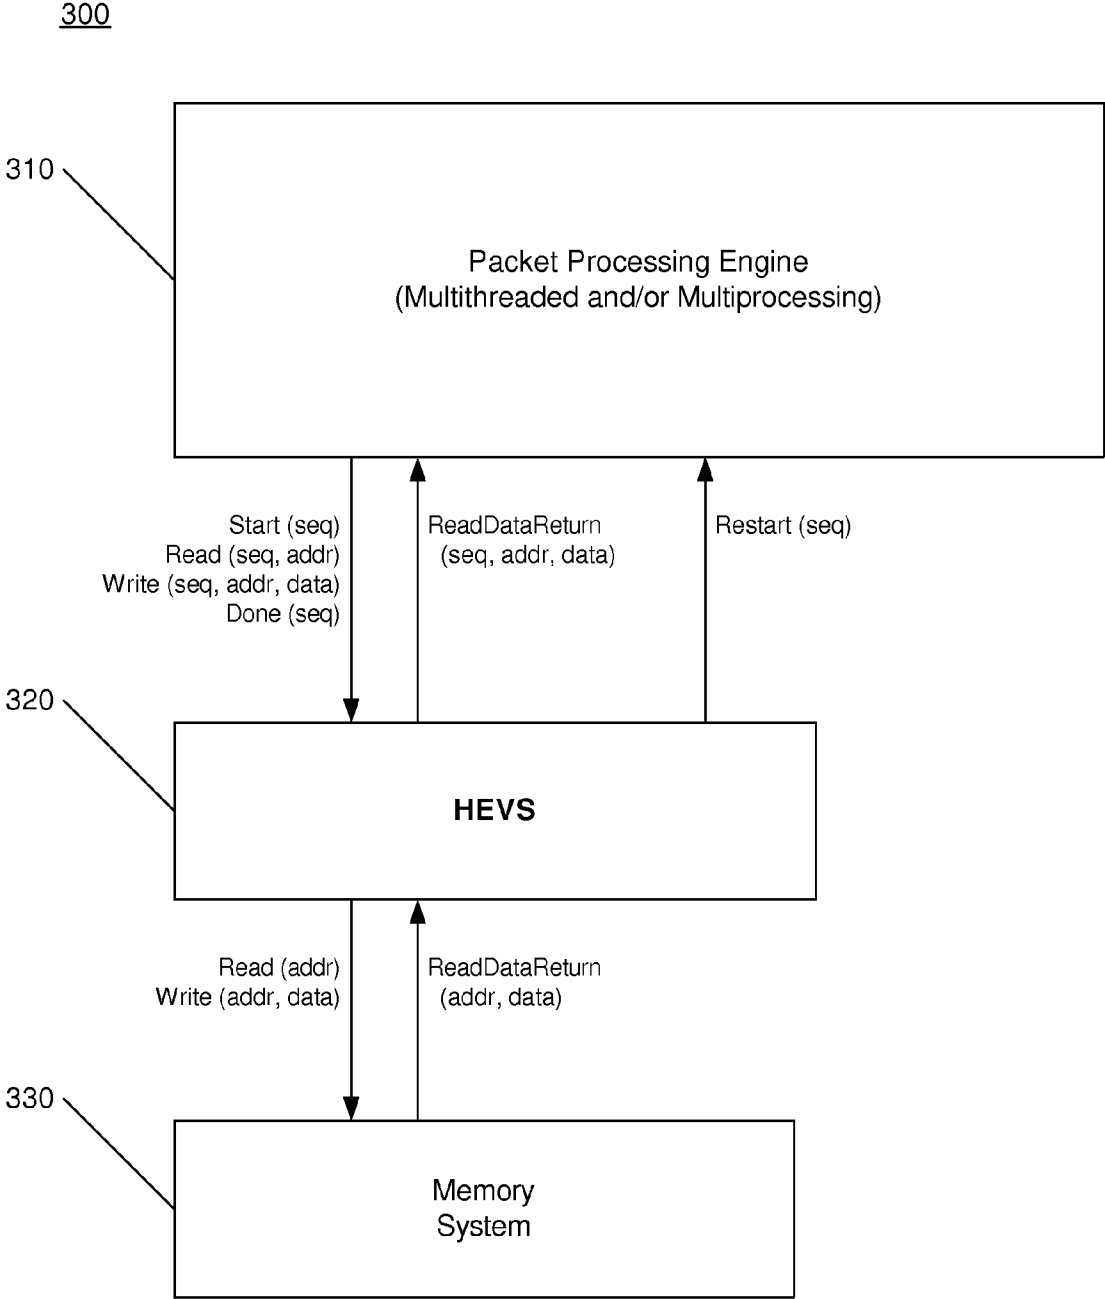 300
310
Packet Processing Engine
(Multithreaded and/or Multiprocessing)
Start (seq)
Read (seq, addr)
Write (seq, addr, data)
Done (seq)
ReadDataReturn
(seq, addr, data)
Restart (seq)
320
HEVS
Read (addr)
Write (addr, data)
ReadDataReturn
(addr, data)
330
Memory
System